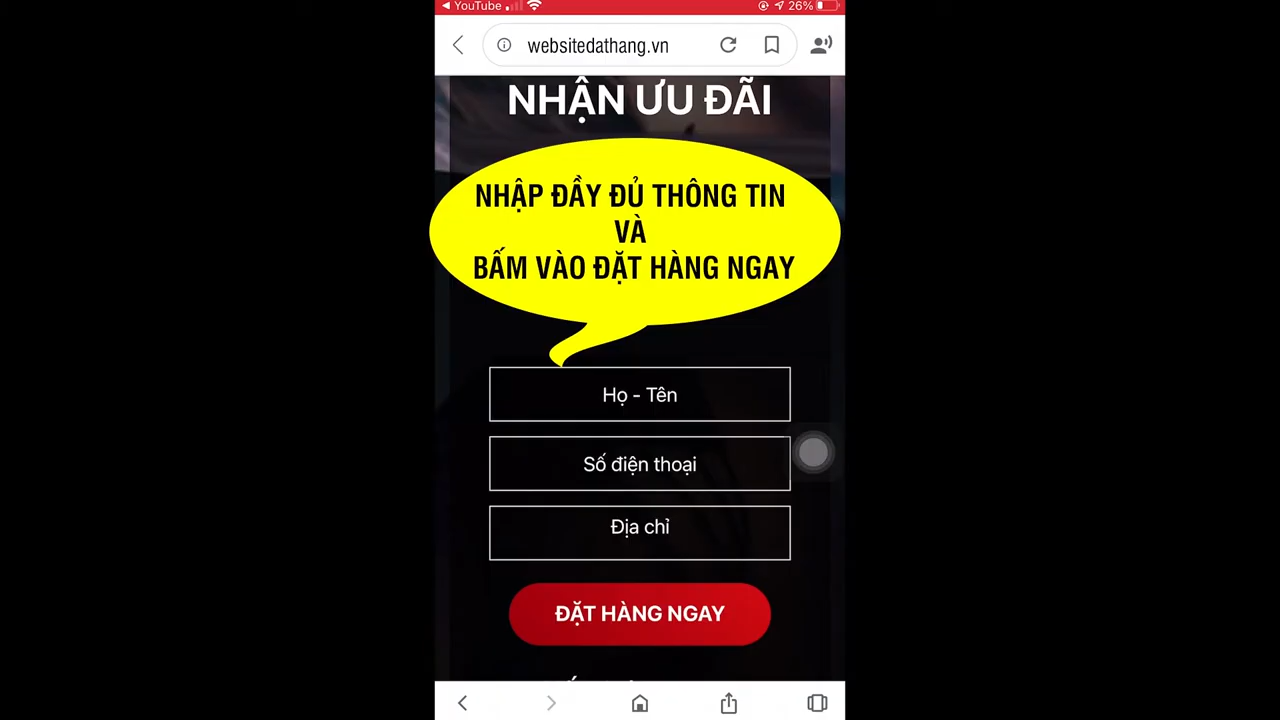 YouTube
26%
websitedathang.vn
NHẬN ƯU ĐÃI
NHẬP ĐẦY ĐỦ THÔNG TIN
VÀ
BẤM VÀO ĐẶT HÀNG NGAY
Họ - Tên
Số điện thoại
Địa chỉ
ĐẶT HÀNG NGAY